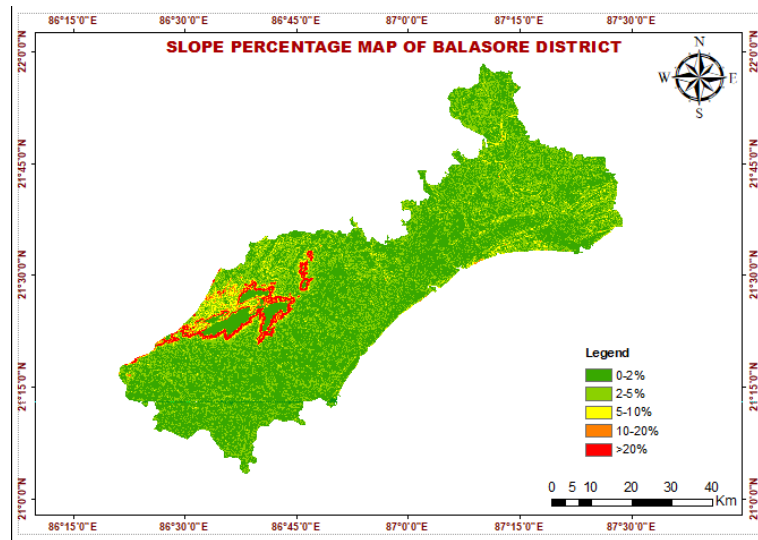 86°15'0"E 86°30'0"E 86°45'0"E 87°0'0"E 87°15'0"E 87°30'0"E
SLOPE PERCENTAGE MAP OF BALASORE DISTRICT
N
W E
S
22°0'0"N 22°0'0"N
21°45'0"N 21°45'0"N
21°30'0"N 21°30'0"N
21°15'0"N 21°15'0"N
21°0'0"N 21°0'0"N
Legend
0-2%
2-5%
5-10%
10-20%
>20%
0 5 10 20 30 40
Km
86°15'0"E 86°30'0"E 86°45'0"E 87°0'0"E 87°15'0"E 87°30'0"E